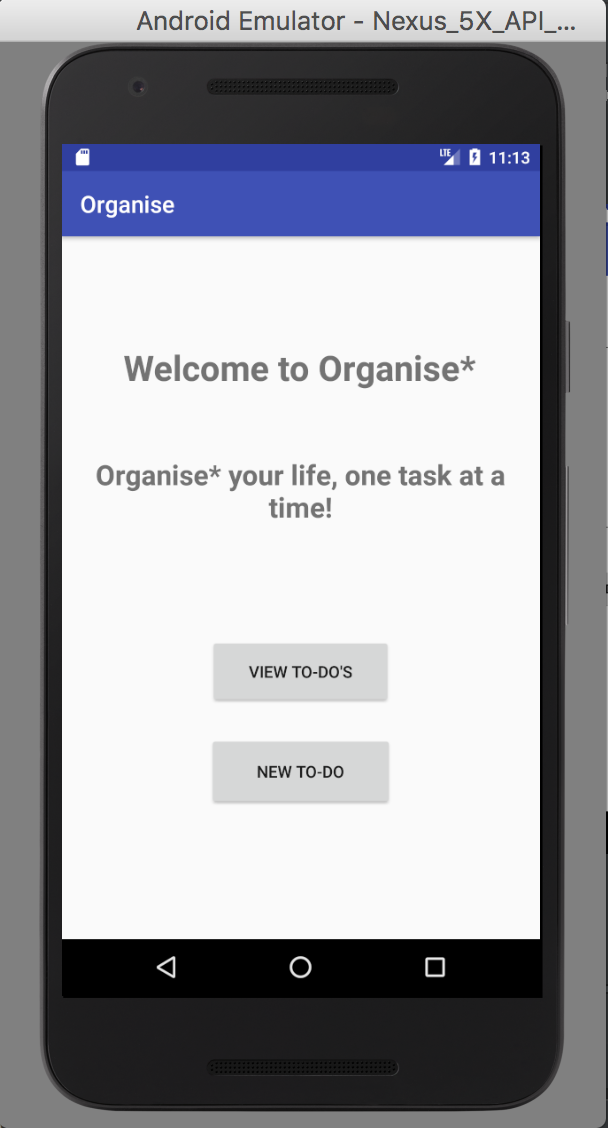 Android Emulator - Nexus_5X_API_...
LTE 11:13
Organise
Welcome to Organise*
Organise* your life, one task at a
time!
VIEW TO-DO'S
NEW TO-DO